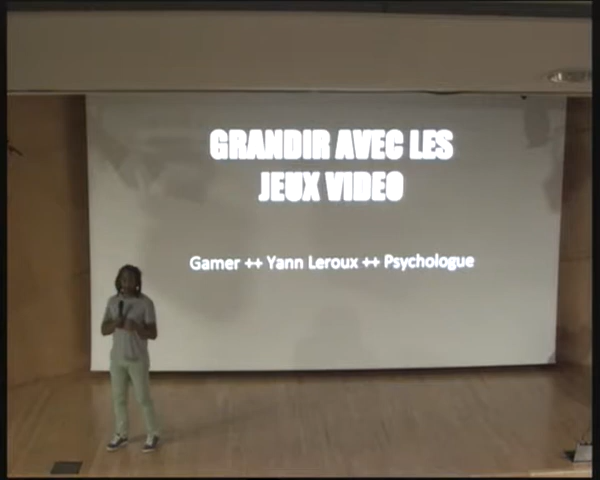 GRANDIR AVEC LES
JEUX VIDEO
Gamer ++ Yann Leroux ++ Psychologue